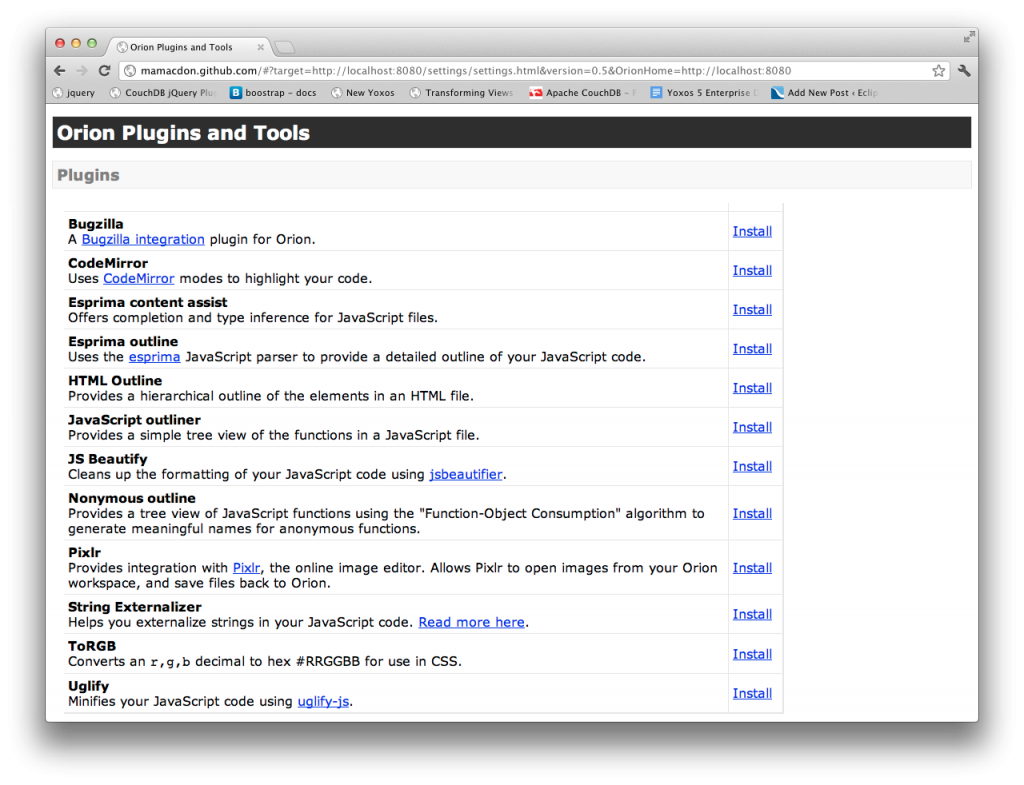 Orion Plugins and Tools
mamacdon.github.com/#?target=http://localhost:8080/settings/settings.html&version=0.5&OrionHome=http://localhost:8080
jquery CouchDB jQuery Plu boostrap – docs New Yoxos Transforming Views Apache CouchDB – Yoxos 5 Enterprise Add New Post ‹ Eclip
Orion Plugins and Tools
Plugins
Bugzilla
A Bugzilla integration plugin for Orion.
Install
CodeMirror
Uses CodeMirror modes to highlight your code.
Install
Esprima content assist
Offers completion and type inference for JavaScript files.
Install
Esprima outline
Uses the esprima JavaScript parser to provide a detailed outline of your JavaScript code.
Install
HTML Outline
Provides a hierarchical outline of the elements in an HTML file.
Install
JavaScript outliner
Provides a simple tree view of the functions in a JavaScript file.
Install
JS Beautify
Cleans up the formatting of your JavaScript code using jsbeautifier.
Install
Nonymous outline
Provides a tree view of JavaScript functions using the "Function-Object Consumption" algorithm to
generate meaningful names for anonymous functions.
Install
Pixlr
Provides integration with Pixlr, the online image editor. Allows Pixlr to open images from your Orion
workspace, and save files back to Orion.
Install
String Externalizer
Helps you externalize strings in your JavaScript code. Read more here.
Install
ToRGB
Converts an r,g,b decimal to hex #RRGGBB for use in CSS.
Install
Uglify
Minifies your JavaScript code using uglify-js.
Install